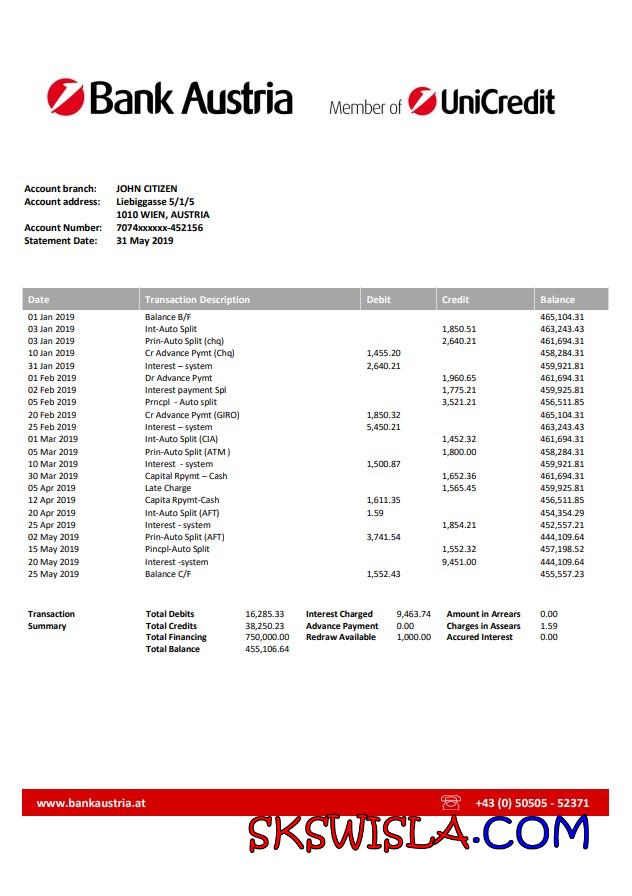 Bank Austria Member of UniCredit
Account branch: JOHN CITIZEN
Account address: Liebiggasse 5/1/5
1010 WIEN, AUSTRIA
Account Number: 7074xxxxxx-452156
Statement Date: 31 May 2019
Date Transaction Description Debit Credit Balance
01 Jan 2019 Balance B/F 465,104.31
03 Jan 2019 Int-Auto Split 1,850.51 463,243.43
03 Jan 2019 Prin-Auto Split (chq) 2,640.21 461,694.31
10 Jan 2019 Cr Advance Pymt (Chq) 1,455.20 458,284.31
31 Jan 2019 Interest – system 2,640.21 459,921.81
01 Feb 2019 Dr Advance Pymt 1,960.65 461,694.31
02 Feb 2019 Interest payment Spl 1,775.21 459,925.81
05 Feb 2019 Prncpl - Auto split 3,521.21 456,511.85
20 Feb 2019 Cr Advance Pymt (GIRO) 1,850.32 465,104.31
25 Feb 2019 Interest – system 5,450.21 463,243.43
01 Mar 2019 Int-Auto Split (CIA) 1,452.32 461,694.31
05 Mar 2019 Prin-Auto Split (ATM ) 1,800.00 458,284.31
10 Mar 2019 Interest - system 1,500.87 459,921.81
30 Mar 2019 Capital Rpymt – Cash 1,652.36 461,694.31
05 Apr 2019 Late Charge 1,565.45 459,925.81
12 Apr 2019 Capita Rpymt-Cash 1,611.35 456,511.85
20 Apr 2019 Int-Auto Split (AFT) 1.59 454,354.29
25 Apr 2019 Interest - system 1,854.21 452,557.21
02 May 2019 Prin-Auto Split (AFT) 3,741.54 444,109.64
15 May 2019 Pincpl-Auto Split 1,552.32 457,198.52
20 May 2019 Interest -system 9,451.00 444,109.64
25 May 2019 Balance C/F 1,552.43 455,557.23
Transaction Total Debits 16,285.33 Interest Charged 9,463.74 Amount in Arrears 0.00
Summary Total Credits 38,250.23 Advance Payment 0.00 Charges in Assears 1.59
Total Financing 750,000.00 Redraw Available 1,000.00 Accured Interest 0.00
Total Balance 455,106.64
www.bankaustria.at +43 (0) 50505 - 52371
SKSWISLA.COM